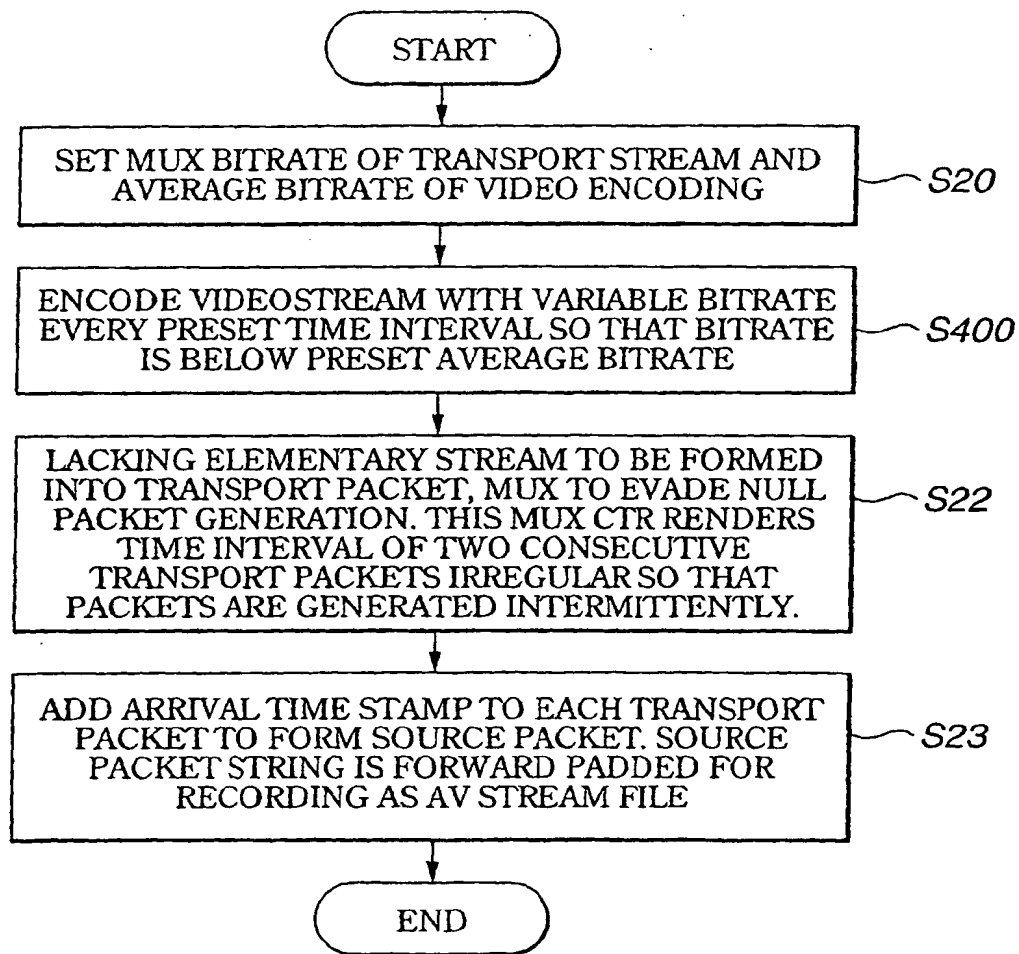 START
SET MUX BITRATE OF TRANSPORT STREAM AND
AVERAGE BITRATE OF VIDEO ENCODING
S20
ENCODE VIDEOSTREAM WITH VARIABLE BITRATE
EVERY PRESET TIME INTERVAL SO THAT BITRATE
IS BELOW PRESET AVERAGE BITRATE
S400
LACKING ELEMENTARY STREAM TO BE FORMED
INTO TRANSPORT PACKET, MUX TO EVADE NULL
PACKET GENERATION. THIS MUX CTR RENDERS
TIME INTERVAL OF TWO CONSECUTIVE
TRANSPORT PACKETS IRREGULAR SO THAT
PACKETS ARE GENERATED INTERMITTENTLY.
S22
ADD ARRIVAL TIME STAMP TO EACH TRANSPORT
PACKET TO FORM SOURCE PACKET. SOURCE
PACKET STRING IS FORWARD PADDED FOR
RECORDING AS AV STREAM FILE
S23
END